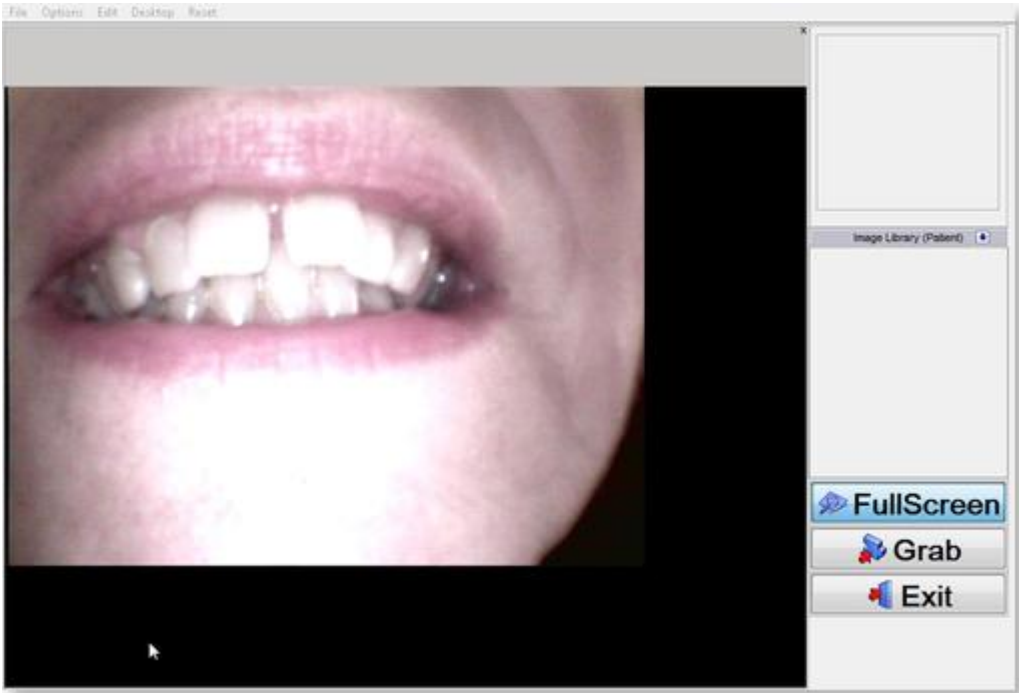 File Options Edit Desktop Reset
x
Image Library (Patient)
FullScreen
Grab
Exit